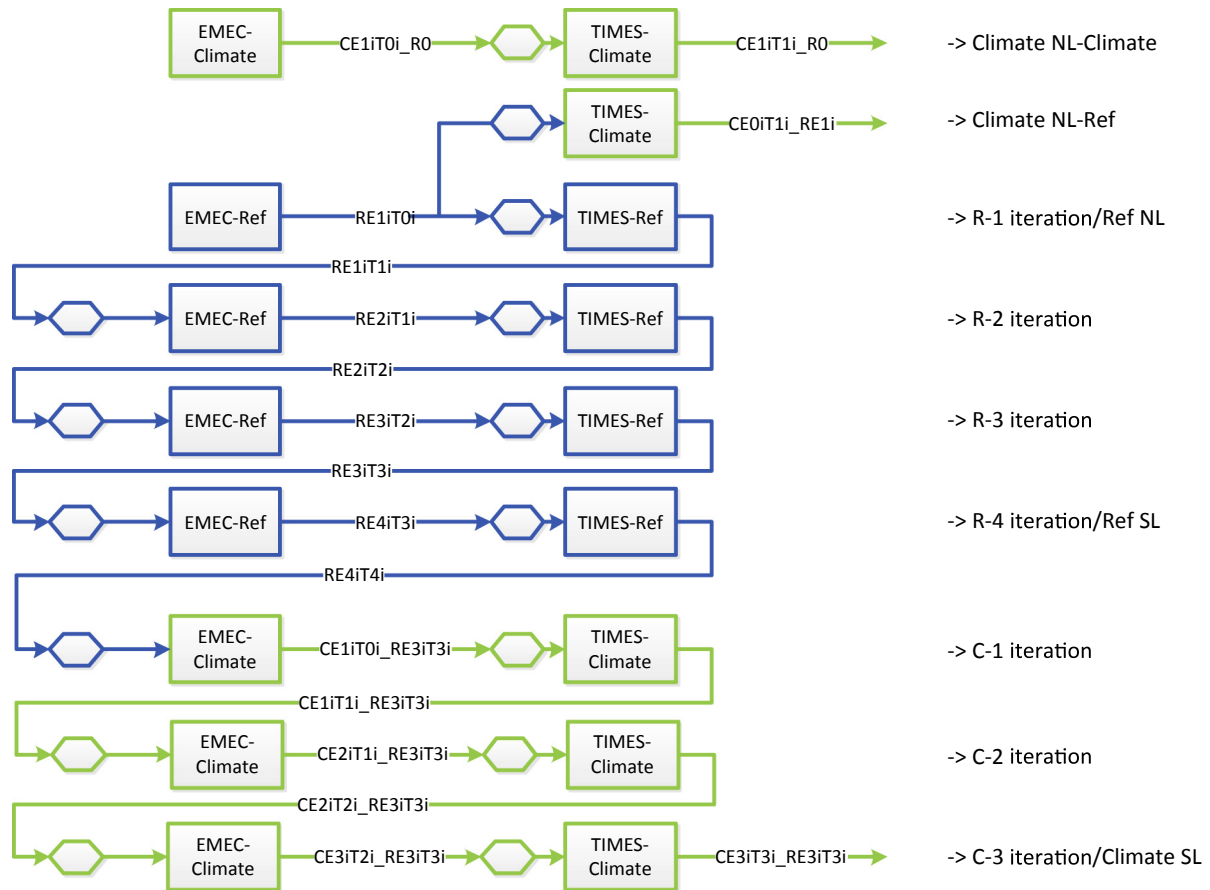 EMEC-
Climate
CE1iT0i_R0
TIMES-
Climate
CE1iT1i_R0
-> Climate NL-Climate
TIMES-
Climate
CE0iT1i_RE1i
-> Climate NL-Ref
EMEC-Ref
RE1iT0i
TIMES-Ref
-> R-1 iteration/Ref NL
RE1iT1i
EMEC-Ref
RE2iT1i
TIMES-Ref
-> R-2 iteration
RE2iT2i
EMEC-Ref
RE3iT2i
TIMES-Ref
-> R-3 iteration
RE3iT3i
EMEC-Ref
RE4iT3i
TIMES-Ref
-> R-4 iteration/Ref SL
RE4iT4i
EMEC-
Climate
CE1iT0i_RE3iT3i
TIMES-
Climate
-> C-1 iteration
CE1iT1i_RE3iT3i
EMEC-
Climate
CE2iT1i_RE3iT3i
TIMES-
Climate
-> C-2 iteration
CE2iT2i_RE3iT3i
EMEC-
Climate
CE3iT2i_RE3iT3i
TIMES-
Climate
CE3iT3i_RE3iT3i
-> C-3 iteration/Climate SL